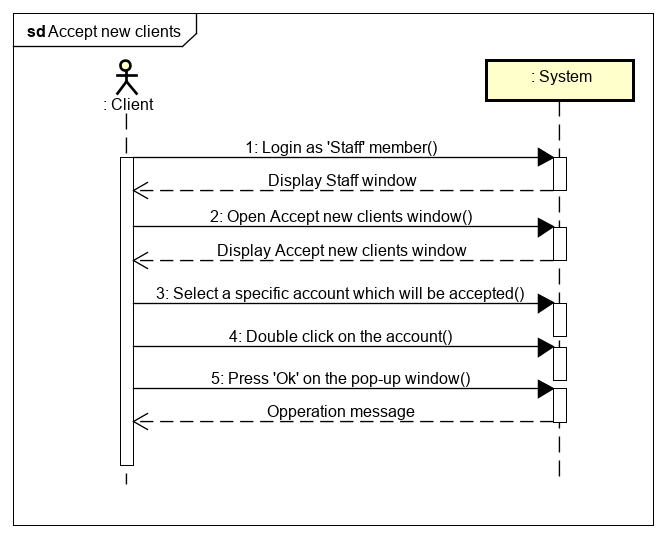 sd Accept new clients
: Client
: System
1: Login as 'Staff' member()
Display Staff window
2: Open Accept new clients window()
Display Accept new clients window
3: Select a specific account which will be accepted()
4: Double click on the account()
5: Press 'Ok' on the pop-up window()
Opperation message